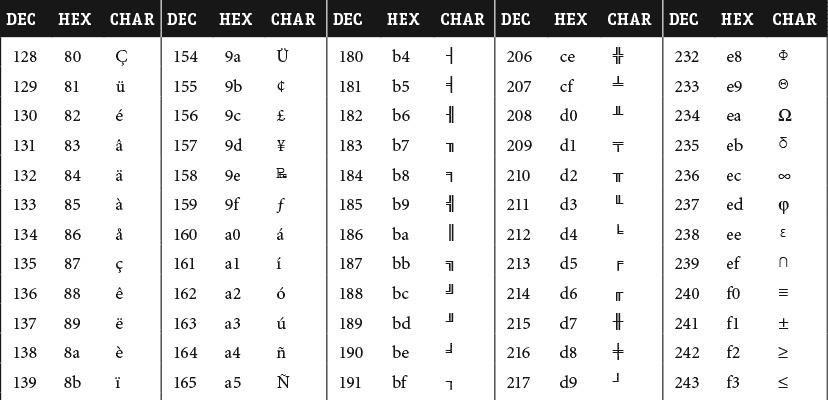 DEC HEX CHAR DEC HEX CHAR DEC HEX CHAR DEC HEX CHAR DEC HEX CHAR
128 80 Ç 154 9a Ü 180 b4 ┤ 206 ce ╬ 232 e8 Φ
129 81 ü 155 9b ¢ 181 b5 ╡ 207 cf ╧ 233 e9 Θ
130 82 é 156 9c £ 182 b6 ╢ 208 d0 ╨ 234 ea Ω
131 83 â 157 9d ¥ 183 b7 ╖ 209 d1 ╤ 235 eb δ
132 84 ä 158 9e ₧ 184 b8 ╕ 210 d2 ╥ 236 ec ∞
133 85 à 159 9f ƒ 185 b9 ╣ 211 d3 ╙ 237 ed φ
134 86 å 160 a0 á 186 ba ║ 212 d4 ╘ 238 ee ε
135 87 ç 161 a1 í 187 bb ╗ 213 d5 ╒ 239 ef ∩
136 88 ê 162 a2 ó 188 bc ╝ 214 d6 ╓ 240 f0 ≡
137 89 ë 163 a3 ú 189 bd ╜ 215 d7 ╫ 241 f1 ±
138 8a è 164 a4 ñ 190 be ╛ 216 d8 ╪ 242 f2 ≥
139 8b ï 165 a5 Ñ 191 bf ┐ 217 d9 ┘ 243 f3 ≤